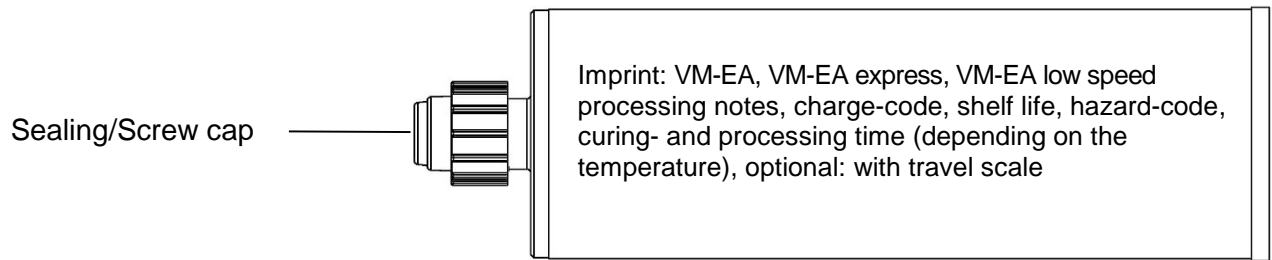 Imprint: VM-EA, VM-EA express, VM-EA low speed
processing notes, charge-code, shelf life, hazard-code,
curing- and processing time (depending on the
temperature), optional: with travel scale
Sealing/Screw cap